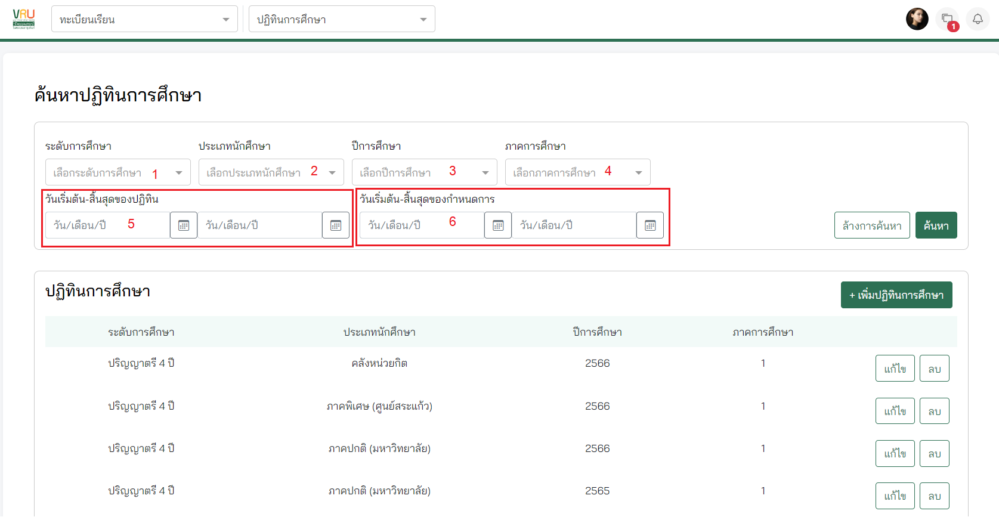 VRU
ทะเบียนเรียน
ปฏิทินการศึกษา
1
ค้นหาปฏิทินการศึกษา
ระดับการศึกษา ประเภทนักศึกษา ปีการศึกษา ภาคการศึกษา
เลือกระดับการศึกษา 1 เลือกประเภทนักศึกษา 2 เลือกปีการศึกษา 3 เลือกภาคการศึกษา 4
วันเริ่มต้น-สิ้นสุดของปฏิทิน วันเริ่มต้น-สิ้นสุดของกำหนดการ
วัน/เดือน/ปี 5 วัน/เดือน/ปี วัน/เดือน/ปี 6 วัน/เดือน/ปี ล้างการค้นหา ค้นหา
ปฏิทินการศึกษา
+ เพิ่มปฏิทินการศึกษา
ระดับการศึกษา ประเภทนักศึกษา ปีการศึกษา ภาคการศึกษา
ปริญญาตรี 4 ปี คลังหน่วยกิต 2566 1 แก้ไข ลบ
ปริญญาตรี 4 ปี ภาคพิเศษ (ศูนย์สระแก้ว) 2566 1 แก้ไข ลบ
ปริญญาตรี 4 ปี ภาคปกติ (มหาวิทยาลัย) 2566 1 แก้ไข ลบ
ปริญญาตรี 4 ปี ภาคปกติ (มหาวิทยาลัย) 2565 1 แก้ไข ลบ